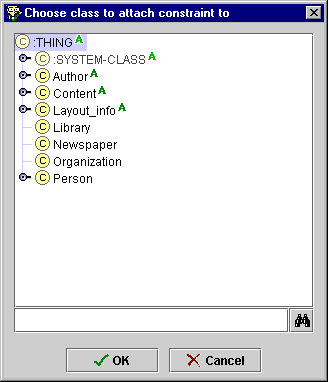 Choose class to attach constraint to
C :THING A
C :SYSTEM-CLASS A
C Author A
C Content A
C Layout_info A
C Library
C Newspaper
C Organization
C Person
OK Cancel